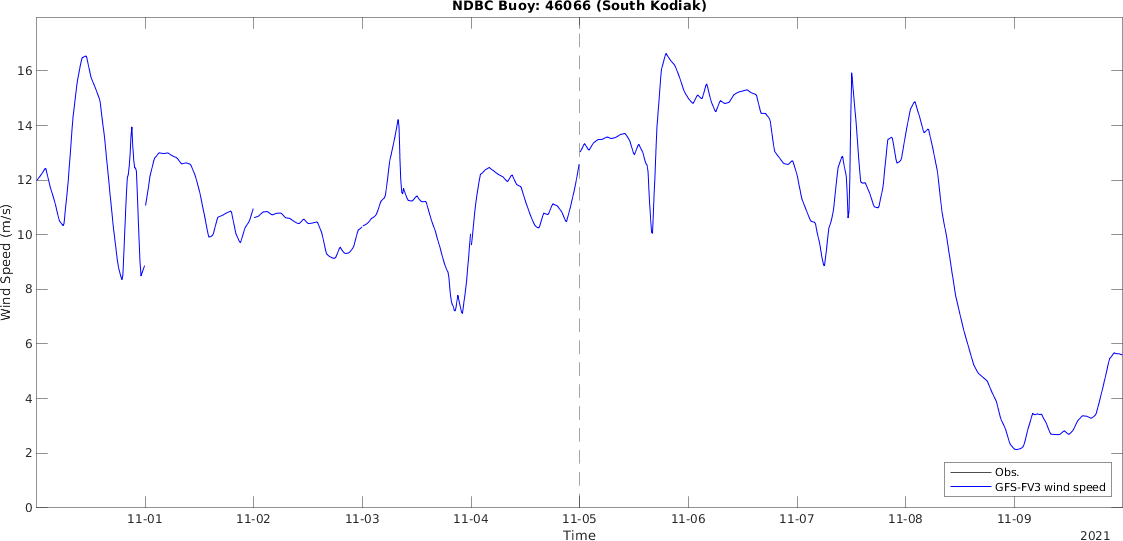 NDBC Buoy: 46066 (South Kodiak)
Wind Speed (m/s)
16
14
12
10
8
6
4
2
0
11-01 11-02 11-03 11-04 11-05 11-06 11-07 11-08 11-09
Time
2021
Obs.
GFS-FV3 wind speed